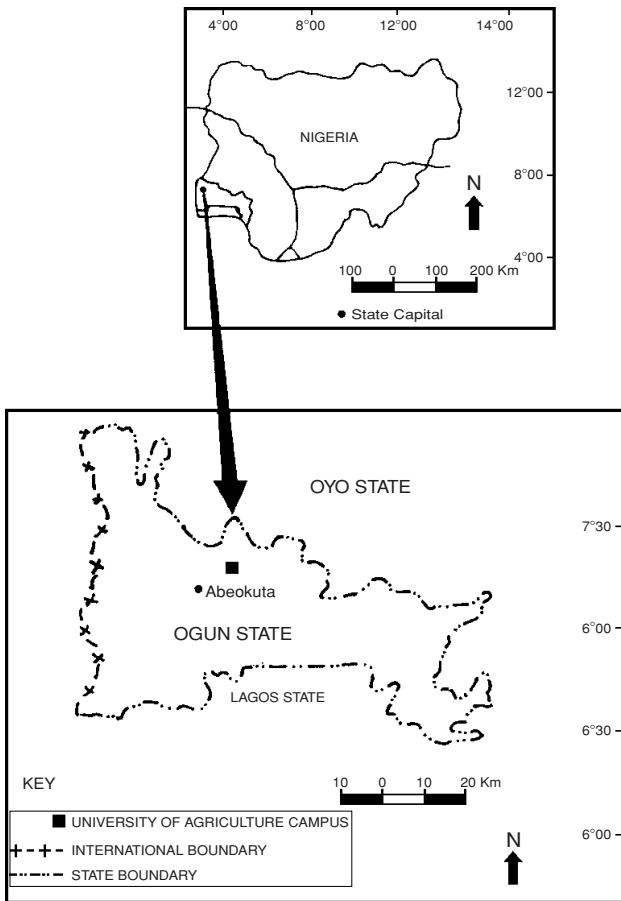 4°00 8°00 12°00 14°00
12°00
NIGERIA
8°00
N
4°00
100 0 100 200 Km
State Capital
OYO STATE
7°30
Abeokuta
OGUN STATE
6°00
LAGOS STATE
6°30
KEY
10 0 10 20 Km
6°00
UNIVERSITY OF AGRICULTURE CAMPUS
N
INTERNATIONAL BOUNDARY
STATE BOUNDARY